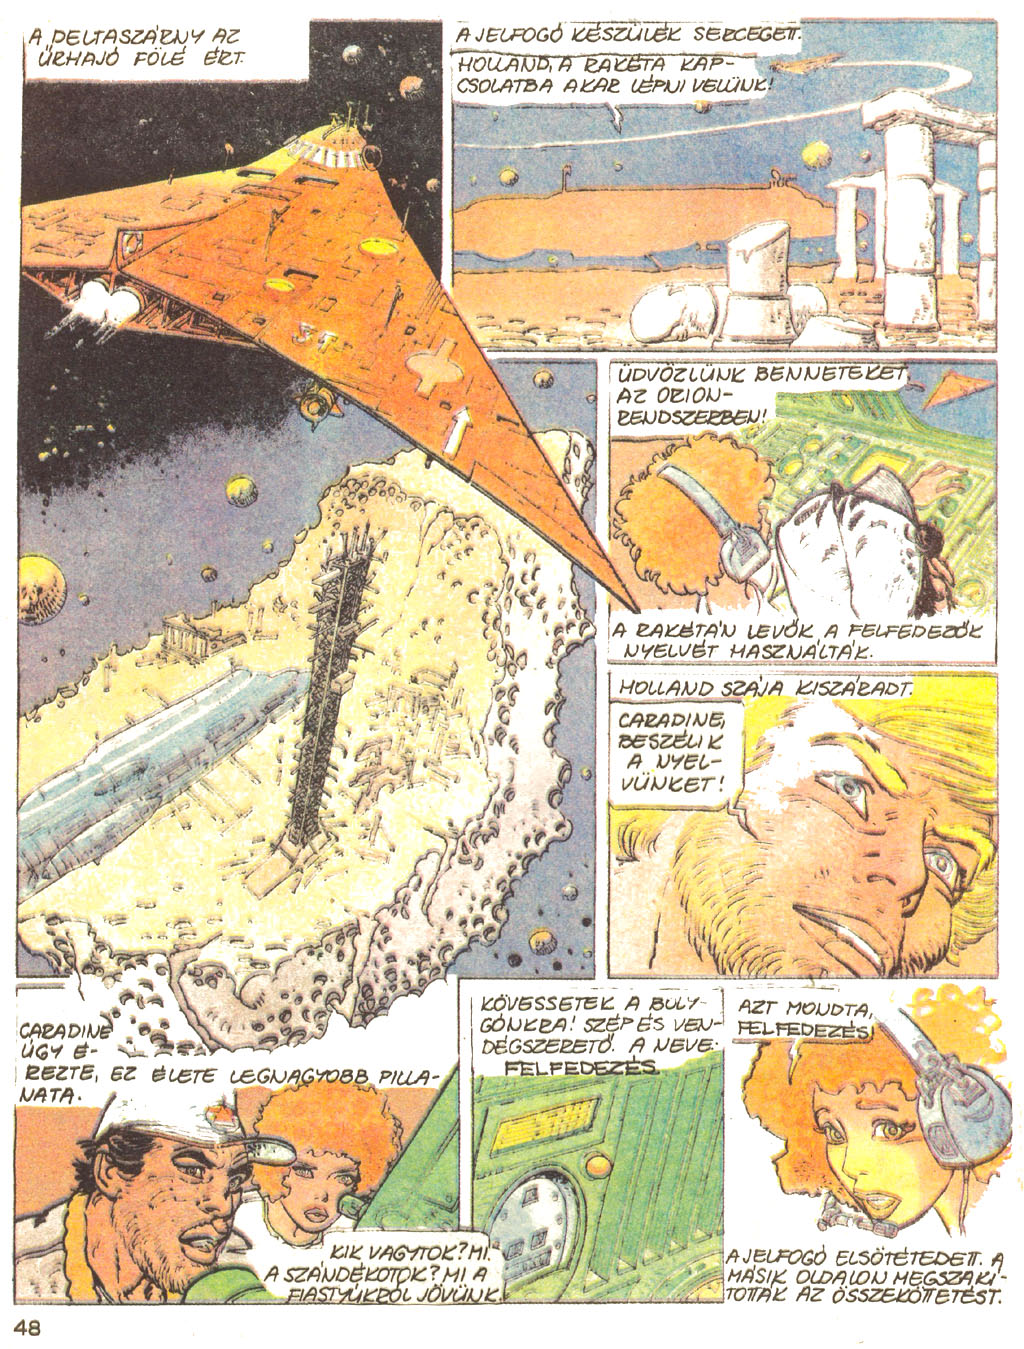 A DELTASZÁRNY AZ
ŰRHAJÓ FÖLÉ ÉRT.
A JELFOGÓ KÉSZÜLÉK SERCEGETT.
HOLLAND, A RAKÉTA KAP-
CSOLATBA AKAR LÉPNI VELÜNK!
ST
ÜDVÖZLÜNK BENNETEKET
AZ ORION-
RENDSZERBEN!
A RAKÉTÁN LEVŐK A FELFEDEZŐK
NYELVÉT HASZNÁLTÁK.
HOLLAND SZÁJA KISZÁRADT.
CARADINE,
BESZÉLIK
A NYEL-
VÜNKET!
CARADINE
ÚGY É-
REZTE, EZ ÉLETE LEGNAGYOBB PILLA-
NATA.
KIK VAGYTOK? MI
A SZÁNDÉKOTOK? MI A
FIASTYÚKRÓL JÖVÜNK.
KÖVESSETEK A BOLY-
GÓNKRA! SZÉP ÉS VEN-
DÉGSZERETŐ. A NEVE:
FELFEDEZÉS.
AZT MONDTA,
FELFEDEZÉS!
A JELFOGÓ ELSÖTÉTEDETT. A
MÁSIK OLDALON MEGSZAKÍ-
TOTTÁK AZ ÖSSZEKÖTTETÉST.
48